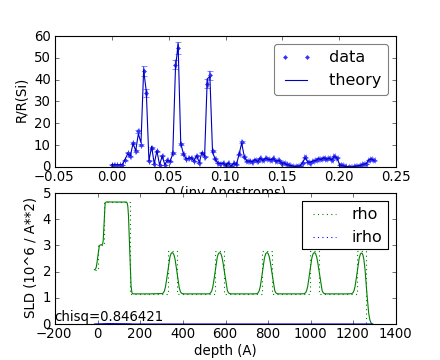 60
50
40
30
20
10
0
R/R(Si)
data
theory
−0.05 0.00 0.05 0.10 0.15 0.20 0.25
Q (inv Angstroms)
5
4
3
2
1
0
SLD (10^6 / A**2)
rho
irho
chisq=0.846421
−200 0 200 400 600 800 1000 1200 1400
depth (A)